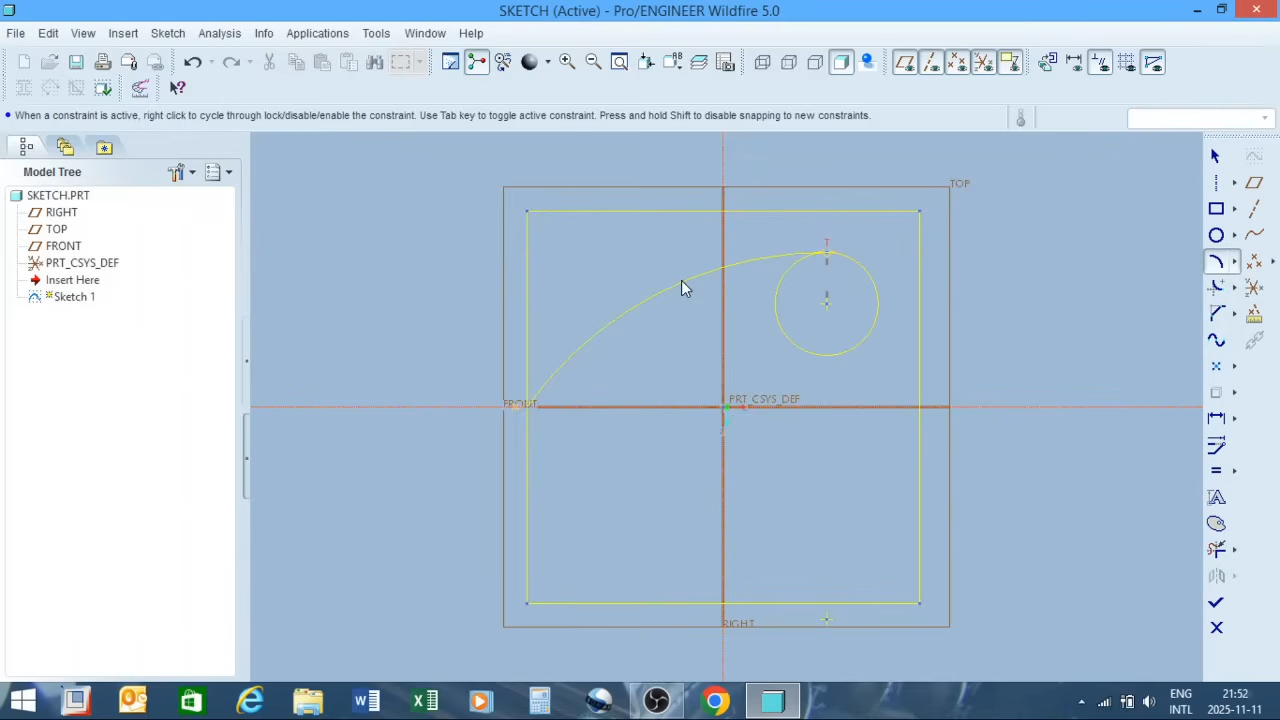 SKETCH (Active) - Pro/ENGINEER Wildfire 5.0
File Edit View Insert Sketch Analysis Info Applications Tools Window Help
When a constraint is active, right click to cycle through lock/disable/enable the constraint. Use Tab key to toggle active constraint. Press and hold Shift to disable snapping to new constraints.
Model Tree
SKETCH.PRT
RIGHT
TOP
FRONT
PRT_CSYS_DEF
Insert Here
Sketch 1
TOP
T
FRONT
PRT_CSYS_DEF
RIGHT
ENG
INTL
21:52
2025-11-11